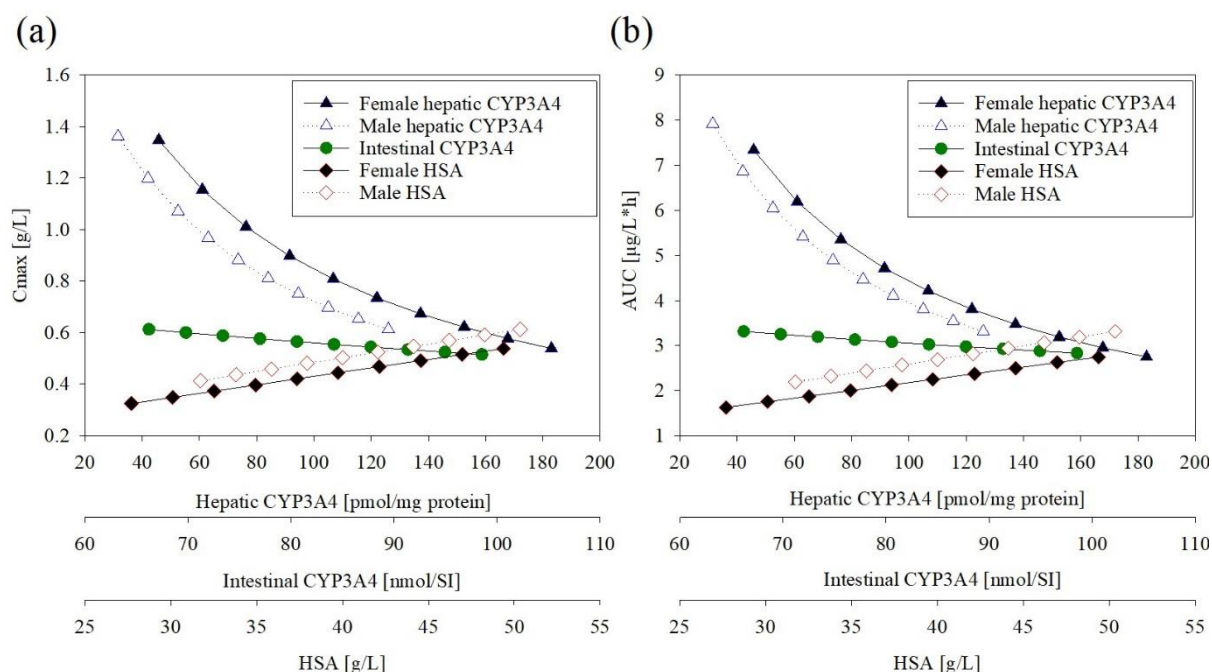 (a)
Cmax [g/L]
1.6
1.4
1.2
1.0
0.8
0.6
0.4
0.2
Female hepatic CYP3A4
Male hepatic CYP3A4
Intestinal CYP3A4
Female HSA
Male HSA
20 40 60 80 100 120 140 160 180 200
Hepatic CYP3A4 [pmol/mg protein]
60 70 80 90 100 110
Intestinal CYP3A4 [nmol/SI]
25 30 35 40 45 50 55
HSA [g/L]
(b)
AUC [µg/L*h]
9
8
7
6
5
4
3
2
1
Female hepatic CYP3A4
Male hepatic CYP3A4
Intestinal CYP3A4
Female HSA
Male HSA
20 40 60 80 100 120 140 160 180 200
Hepatic CYP3A4 [pmol/mg protein]
60 70 80 90 100 110
Intestinal CYP3A4 [nmol/SI]
25 30 35 40 45 50 55
HSA [g/L]